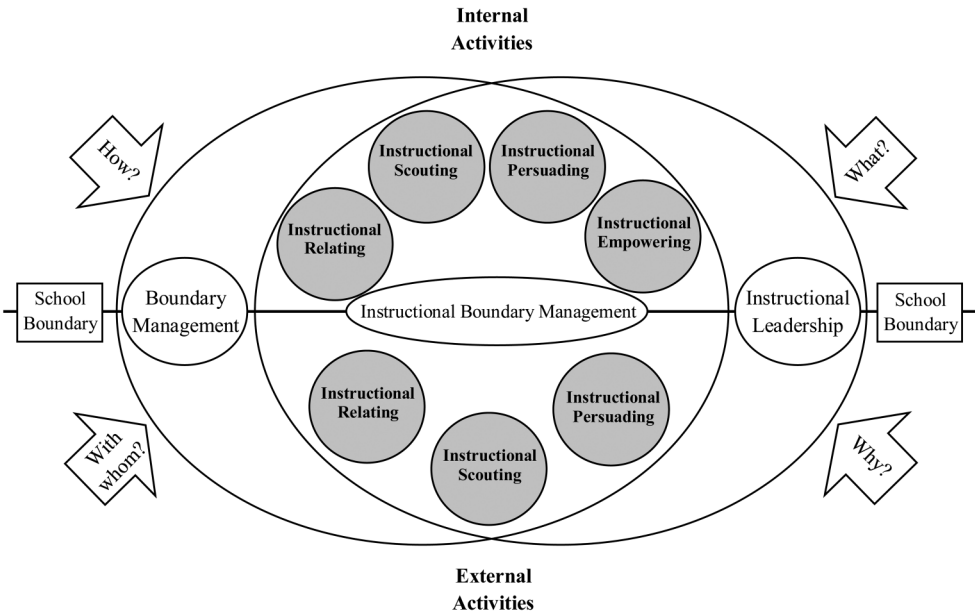 Internal
Activities
How?
What?
Instructional
Scouting
Instructional
Persuading
Instructional
Relating
Instructional
Empowering
School
Boundary
Boundary
Management
Instructional Boundary Management
Instructional
Leadership
School
Boundary
Instructional
Relating
Instructional
Persuading
Instructional
Scouting
With
whom?
Why?
External
Activities